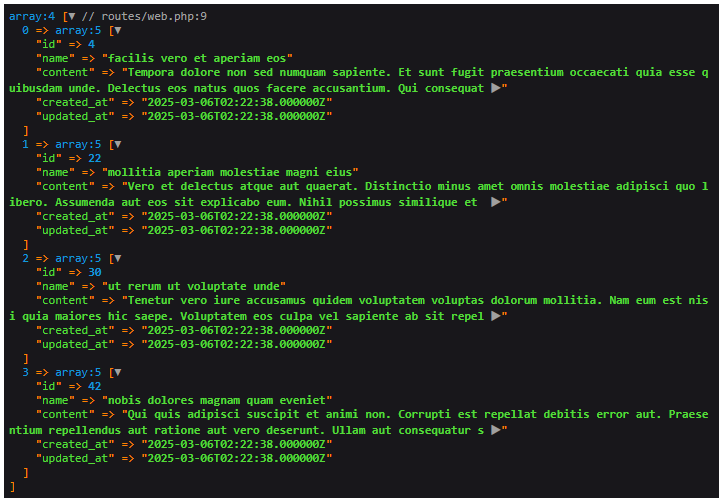 array:4 [▼ // routes/web.php:9
  0 => array:5 [▼
    "id" => 4
    "name" => "facilis vero et aperiam eos"
    "content" => "Tempora dolore non sed numquam sapiente. Et sunt fugit praesentium occaecati quia esse q
uibusdam unde. Delectus eos natus quos facere accusantium. Qui consequat ▶"
    "created_at" => "2025-03-06T02:22:38.000000Z"
    "updated_at" => "2025-03-06T02:22:38.000000Z"
  ]
  1 => array:5 [▼
    "id" => 22
    "name" => "mollitia aperiam molestiae magni eius"
    "content" => "Vero et delectus atque aut quaerat. Distinctio minus amet omnis molestiae adipisci quo l
ibero. Assumenda aut eos sit explicabo eum. Nihil possimus similique et  ▶"
    "created_at" => "2025-03-06T02:22:38.000000Z"
    "updated_at" => "2025-03-06T02:22:38.000000Z"
  ]
  2 => array:5 [▼
    "id" => 30
    "name" => "ut rerum ut voluptate unde"
    "content" => "Tenetur vero iure accusamus quidem voluptatem voluptas dolorum mollitia. Nam eum est nis
i quia maiores hic saepe. Voluptatem eos culpa vel sapiente ab sit repel ▶"
    "created_at" => "2025-03-06T02:22:38.000000Z"
    "updated_at" => "2025-03-06T02:22:38.000000Z"
  ]
  3 => array:5 [▼
    "id" => 42
    "name" => "nobis dolores magnam quam eveniet"
    "content" => "Qui quis adipisci suscipit et animi non. Corrupti est repellat debitis error aut. Praese
ntium repellendus aut ratione aut vero deserunt. Ullam aut consequatur s ▶"
    "created_at" => "2025-03-06T02:22:38.000000Z"
    "updated_at" => "2025-03-06T02:22:38.000000Z"
  ]
]